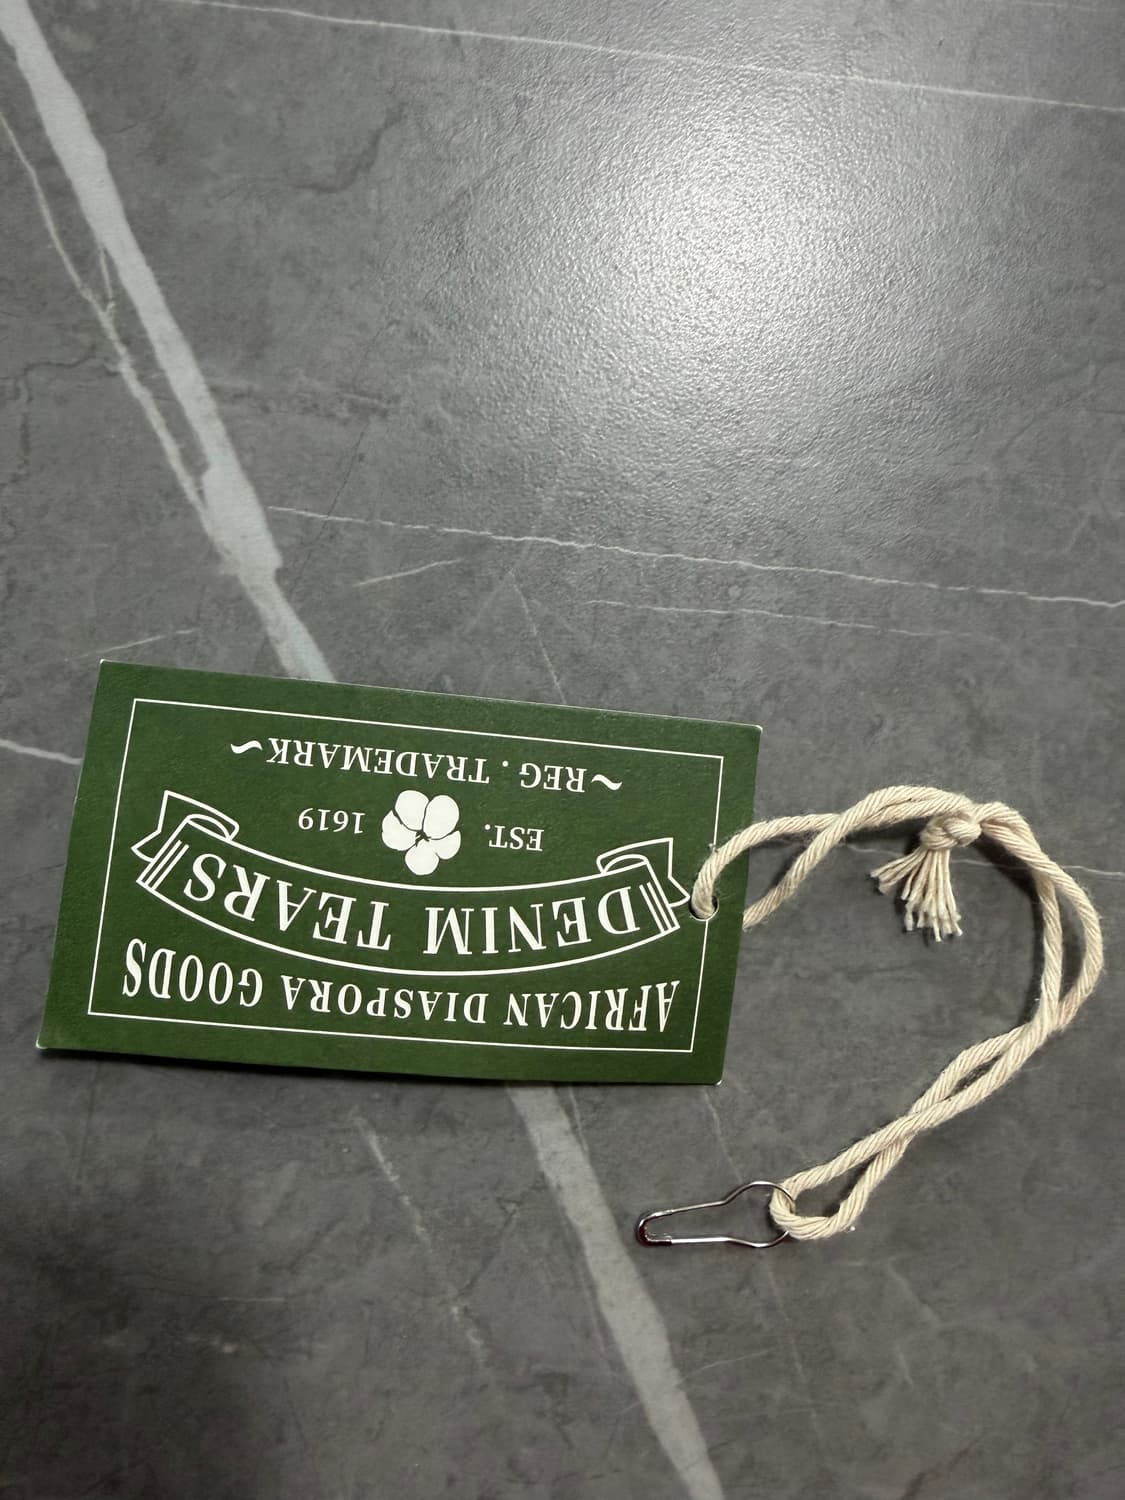 AFRICAN DIASPORA GOODS
DENIM TEARS
EST. 1619
~REG. TRADEMARK~